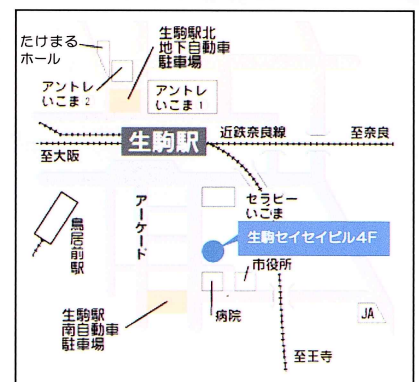 たけまる
ホール
生駒駅北
地下自動車
駐車場
アントレ
いこま2
アントレ
いこま1
生駒駅
近鉄奈良線
至奈良
至大阪
鳥居前駅
アーケード
セラビー
いこま
生駒セイセイビル4F
市役所
病院
JA
生駒駅
南自動車
駐車場
至王寺